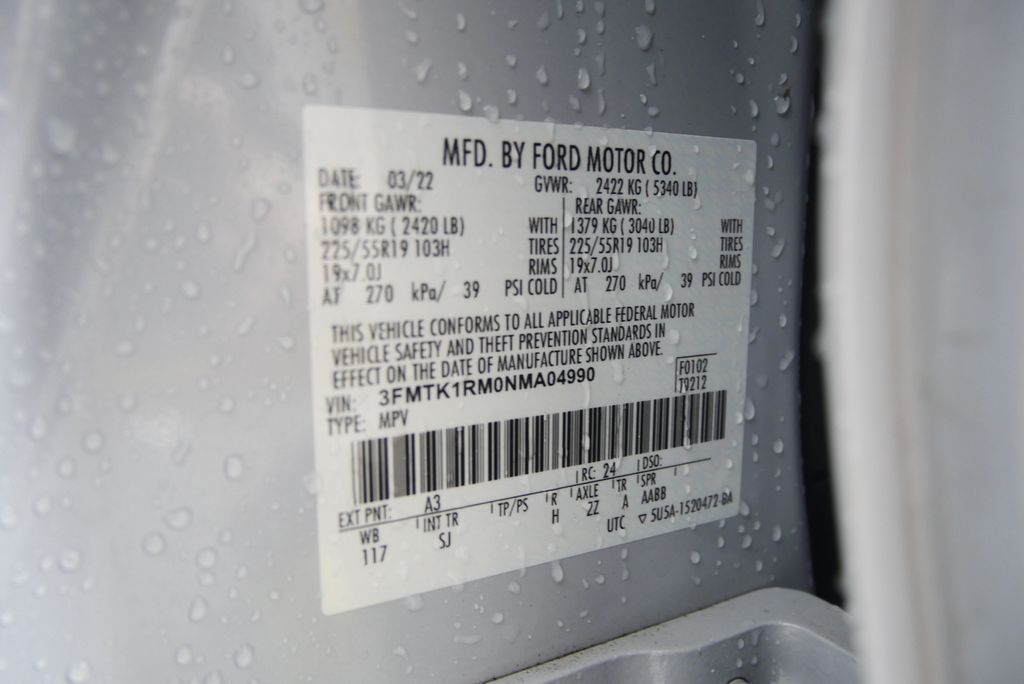 MFD. BY FORD MOTOR CO.
DATE: 03/22 GVWR: 2422 KG ( 5340 LB)
FRONT GAWR: REAR GAWR:
1098 KG ( 2420 LB) WITH 1379 KG ( 3040 LB) WITH
225/55R19 103H TIRES 225/55R19 103H TIRES
19x7.0J RIMS 19x7.0J RIMS
AT 270 kPa/ 39 PSI COLD AT 270 kPa/ 39 PSI COLD
THIS VEHICLE CONFORMS TO ALL APPLICABLE FEDERAL MOTOR
VEHICLE SAFETY AND THEFT PREVENTION STANDARDS IN
EFFECT ON THE DATE OF MANUFACTURE SHOWN ABOVE.
VIN: 3FMTK1RM0NMA04990 F0102
TYPE: MPV T9212
EXT PNT: A3 RC: 24 DSO:
WB INT TR TP/PS R AXLE TR SPR
117 SJ H 2Z A AABB
UTC ▽ 5U5A-1520472-BA